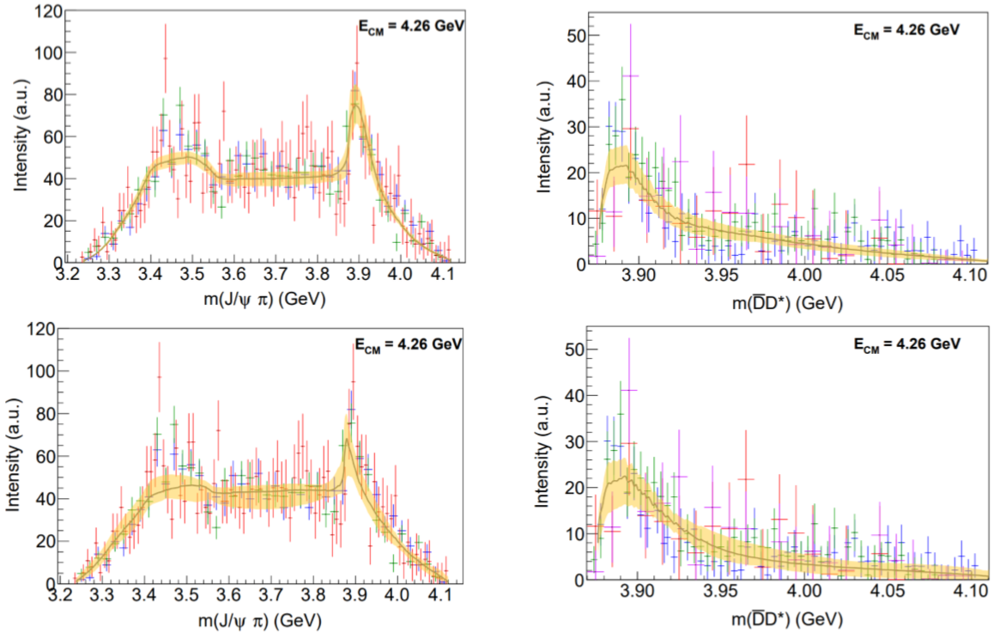 120
100
80
60
40
20
0
Intensity (a.u.)
E_CM = 4.26 GeV
3.2 3.3 3.4 3.5 3.6 3.7 3.8 3.9 4.0 4.1
m(J/ψ π) (GeV)
50
40
30
20
10
0
Intensity (a.u.)
E_CM = 4.26 GeV
3.90 3.95 4.00 4.05 4.10
m(D̅D*) (GeV)
120
100
80
60
40
20
0
Intensity (a.u.)
E_CM = 4.26 GeV
3.2 3.3 3.4 3.5 3.6 3.7 3.8 3.9 4.0 4.1
m(J/ψ π) (GeV)
50
40
30
20
10
0
Intensity (a.u.)
E_CM = 4.26 GeV
3.90 3.95 4.00 4.05 4.10
m(D̅D*) (GeV)